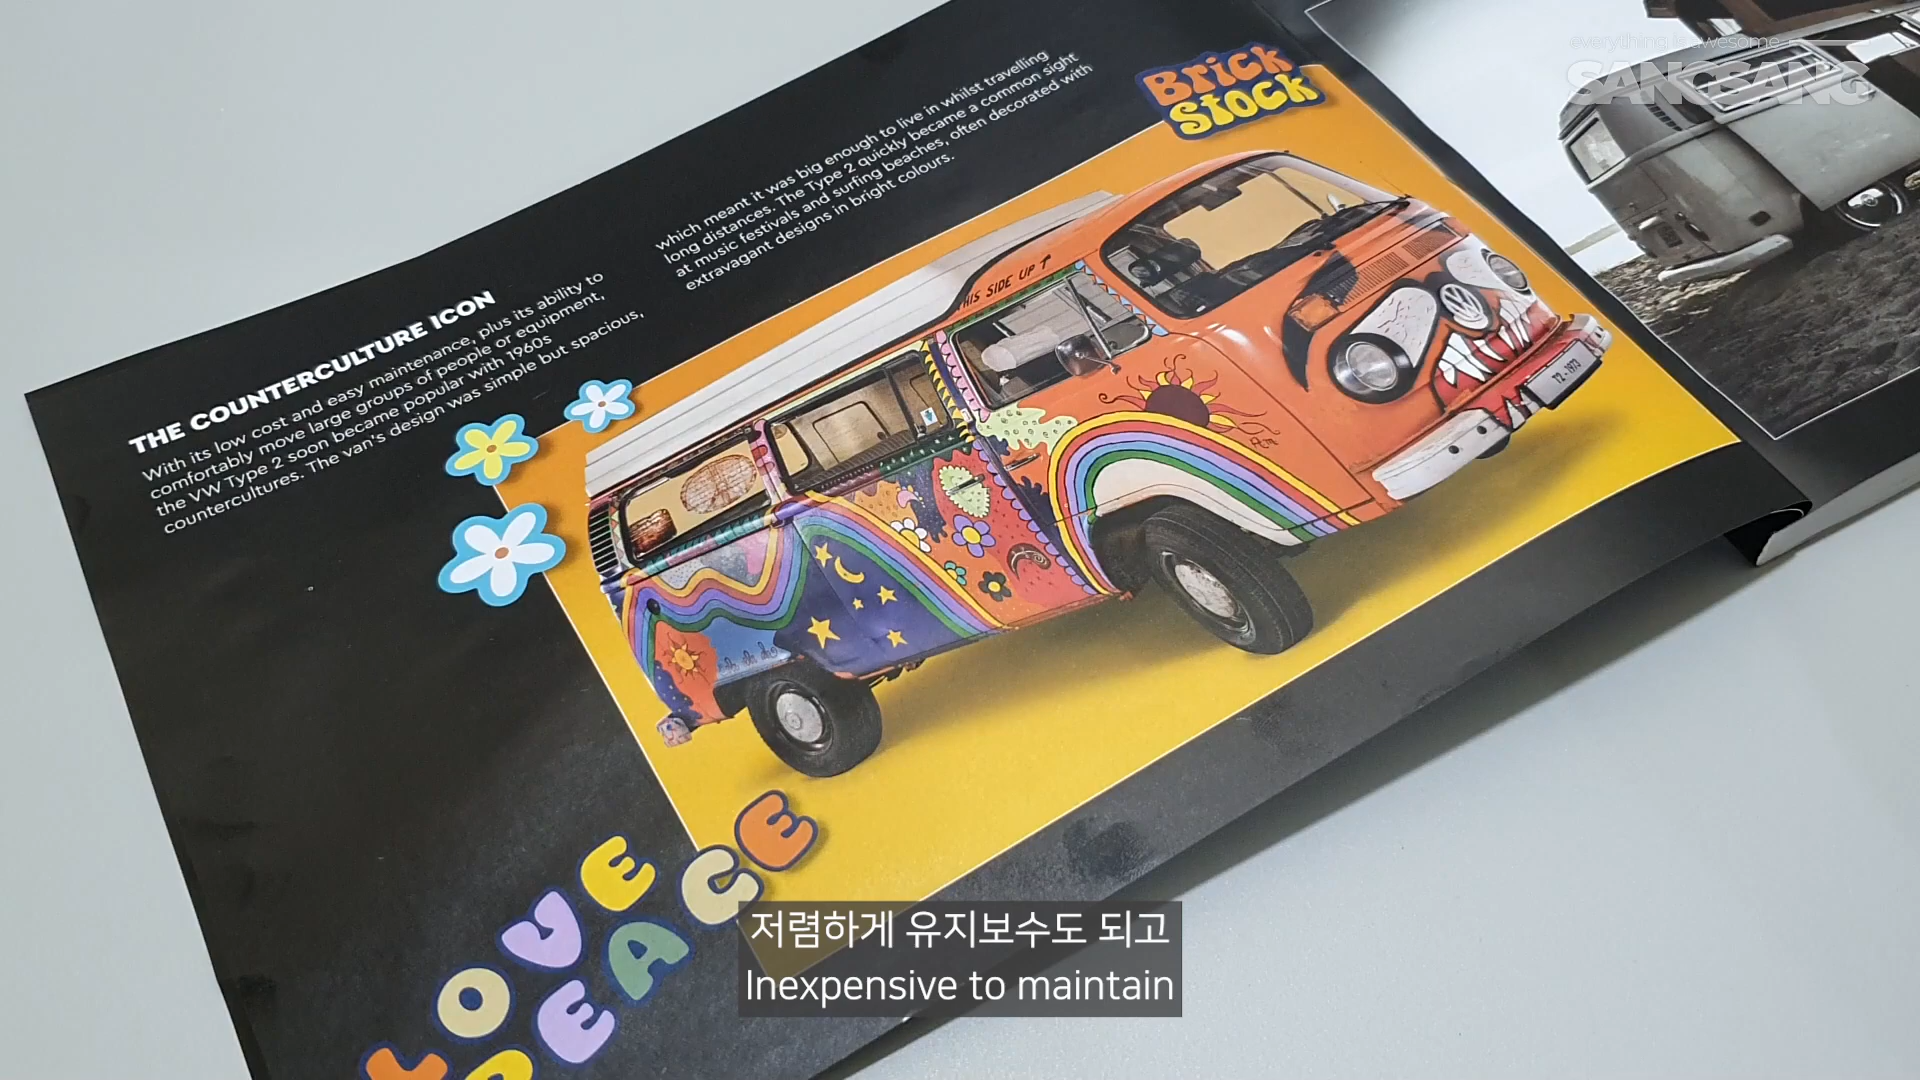 everything is awesome
SANGSANG
Brick
Stock
THE COUNTERCULTURE ICON
With its low cost and easy maintenance, plus its ability to
comfortably move large groups of people or equipment,
the VW Type 2 soon became popular with 1960s
countercultures. The van's design was simple but spacious,
which meant it was big enough to live in whilst travelling
long distances. The Type 2 quickly became a common sight
at music festivals and surfing beaches, often decorated with
extravagant designs in bright colours.
THIS SIDE UP
T2-1973
LOVE
PEACE
저렴하게 유지보수도 되고
Inexpensive to maintain